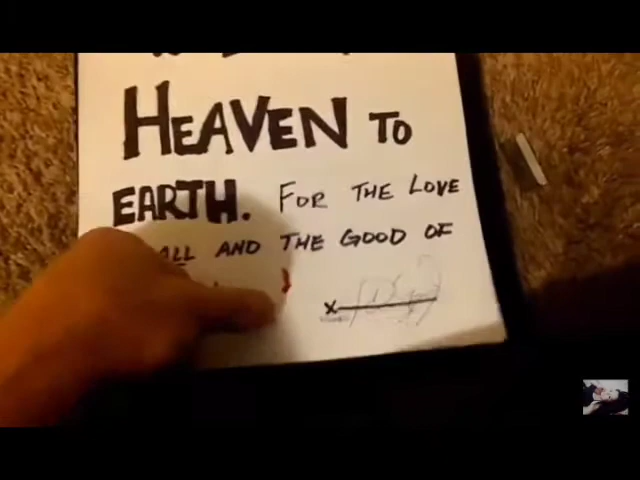 HEAVEN TO
EARTH. FOR THE LOVE
ALL AND THE GOOD OF
x